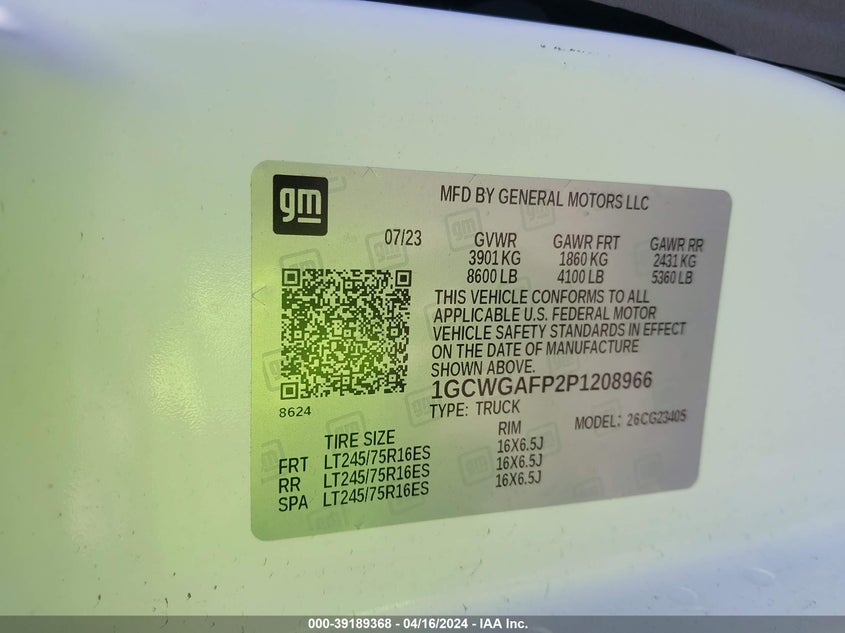 gm
MFD BY GENERAL MOTORS LLC
07/23 GVWR GAWR FRT GAWR RR
3901 KG 1860 KG 2431 KG
8600 LB 4100 LB 5360 LB
THIS VEHICLE CONFORMS TO ALL
APPLICABLE U.S. FEDERAL MOTOR
VEHICLE SAFETY STANDARDS IN EFFECT
ON THE DATE OF MANUFACTURE
SHOWN ABOVE.
1GCWGAFP2P1208966
8624
TYPE: TRUCK MODEL: 26CG23405
TIRE SIZE RIM
FRT LT245/75R16ES 16X6.5J
RR LT245/75R16ES 16X6.5J
SPA LT245/75R16ES 16X6.5J
000-39189368 - 04/16/2024 - IAA Inc.